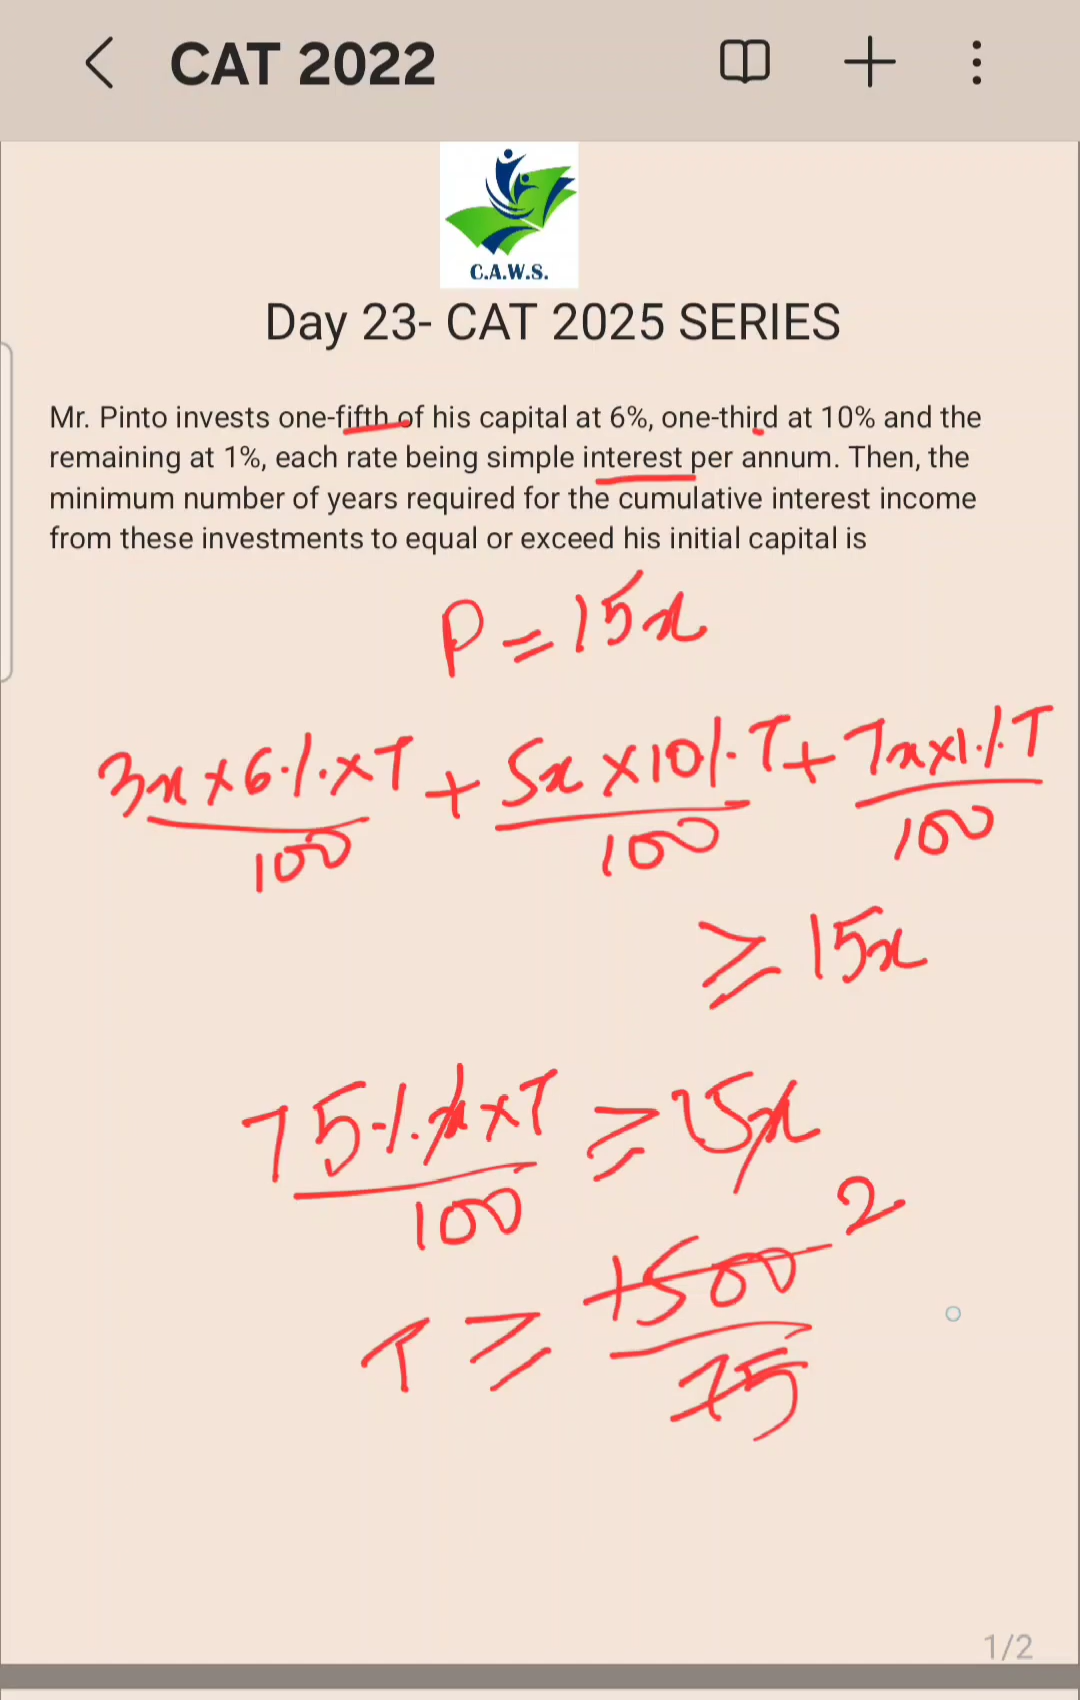 CAT 2022
C.A.W.S.
Day 23- CAT 2025 SERIES
Mr. Pinto invests one-fifth of his capital at 6%, one-third at 10% and the
remaining at 1%, each rate being simple interest per annum. Then, the
minimum number of years required for the cumulative interest income
from these investments to equal or exceed his initial capital is
P = 15x
3x × 6% × T + 5x × 10% T + 7x × 1% T
100 100 100
≥ 15x
75% x × T ≥ 15x
100
2
T ≥ 1500
75
1/2